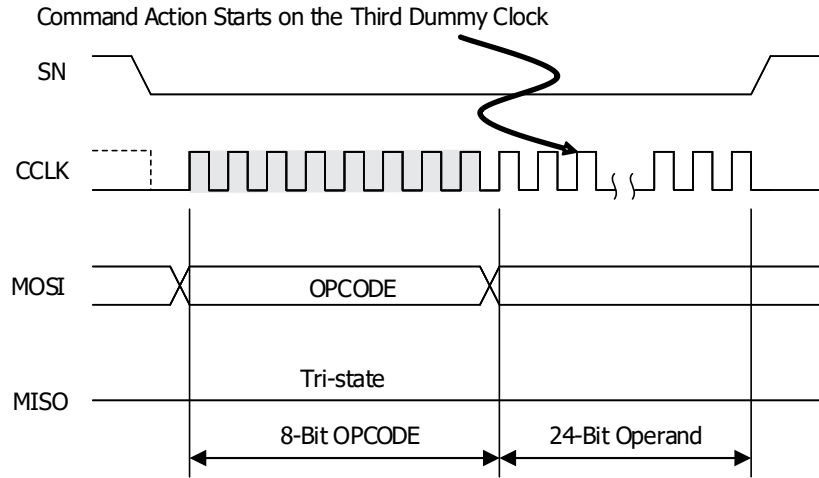 Command Action Starts on the Third Dummy Clock
SN
CCLK
MOSI
OPCODE
Tri-state
MISO
8-Bit OPCODE
24-Bit Operand